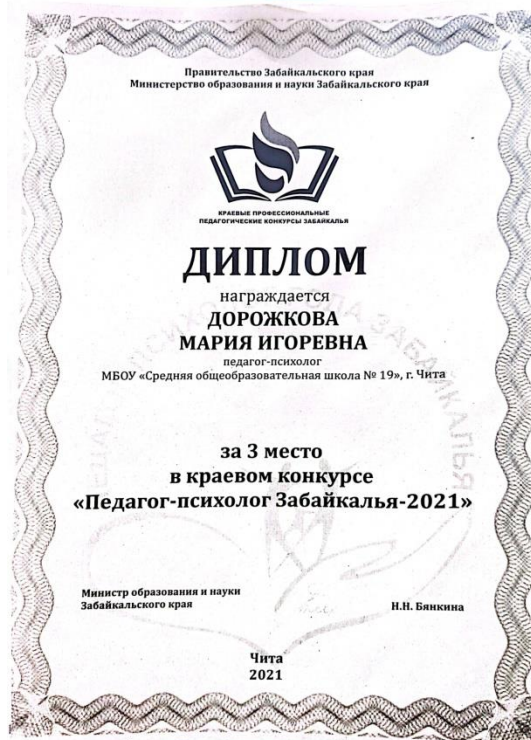 Правительство Забайкальского края
Министерство образования и науки Забайкальского края
КРАЕВЫЕ ПРОФЕССИОНАЛЬНЫЕ
ПЕДАГОГИЧЕСКИЕ КОНКУРСЫ ЗАБАЙКАЛЬЯ
ДИПЛОМ
награждается
ДОРОЖКОВА
МАРИЯ ИГОРЕВНА
педагог-психолог
МБОУ «Средняя общеобразовательная школа № 19», г. Чита
за 3 место
в краевом конкурсе
«Педагог-психолог Забайкалья-2021»
Министр образования и науки
Забайкальского края
Н.Н. Бянкина
Чита
2021